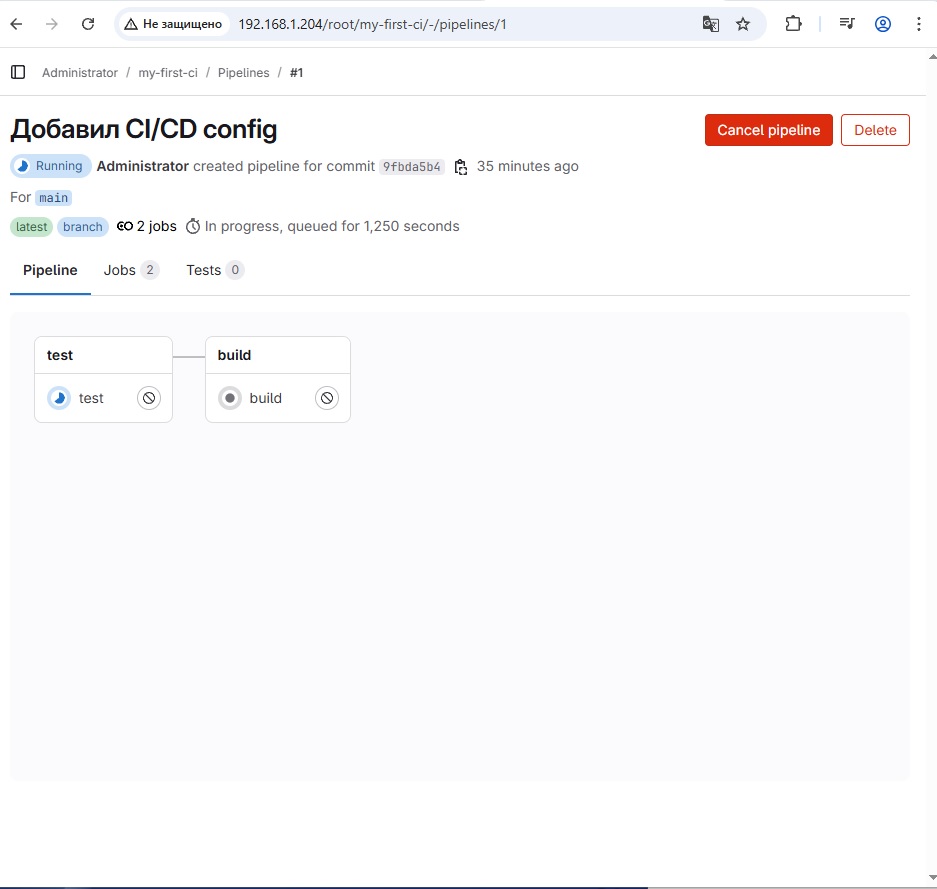 Не защищено 192.168.1.204/root/my-first-ci/-/pipelines/1
Administrator / my-first-ci / Pipelines / #1
Добавил CI/CD config
Cancel pipeline Delete
Running Administrator created pipeline for commit 9fbda5b4 35 minutes ago
For main
latest branch 2 jobs In progress, queued for 1,250 seconds
Pipeline Jobs 2 Tests 0
test build
test build